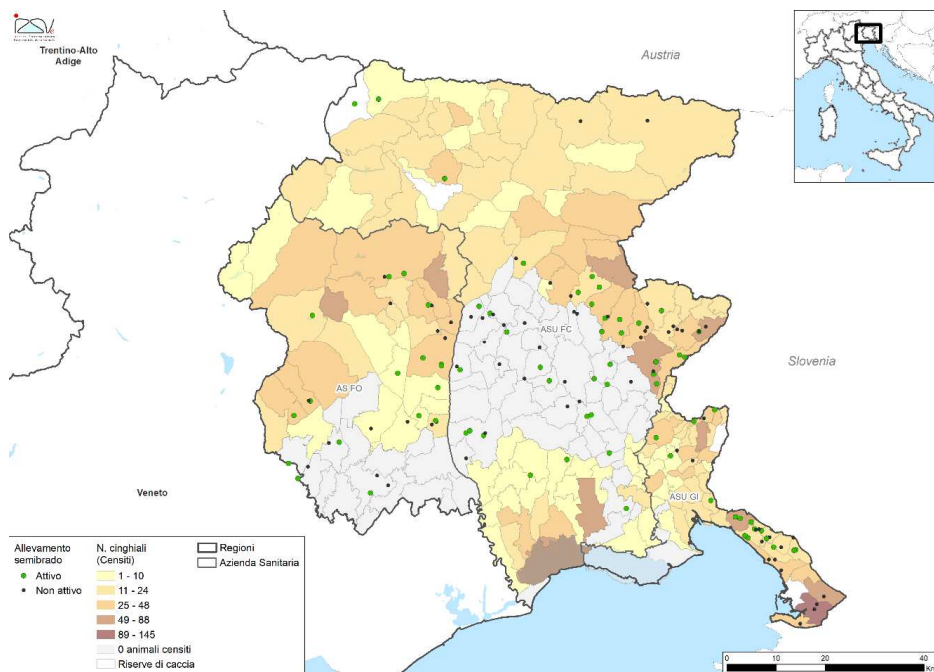 IZSVe
Trentino-Alto
Adige
Austria
ASU FC
Slovenia
AS FO
Veneto
ASU GI
Allevamento
semibrado
Attivo
Non attivo
N. cinghiali
(Censiti)
1 - 10
11 - 24
25 - 48
49 - 88
89 - 145
0 animali censiti
Riserve di caccia
Regioni
Azienda Sanitaria
0 10 20 40
Km